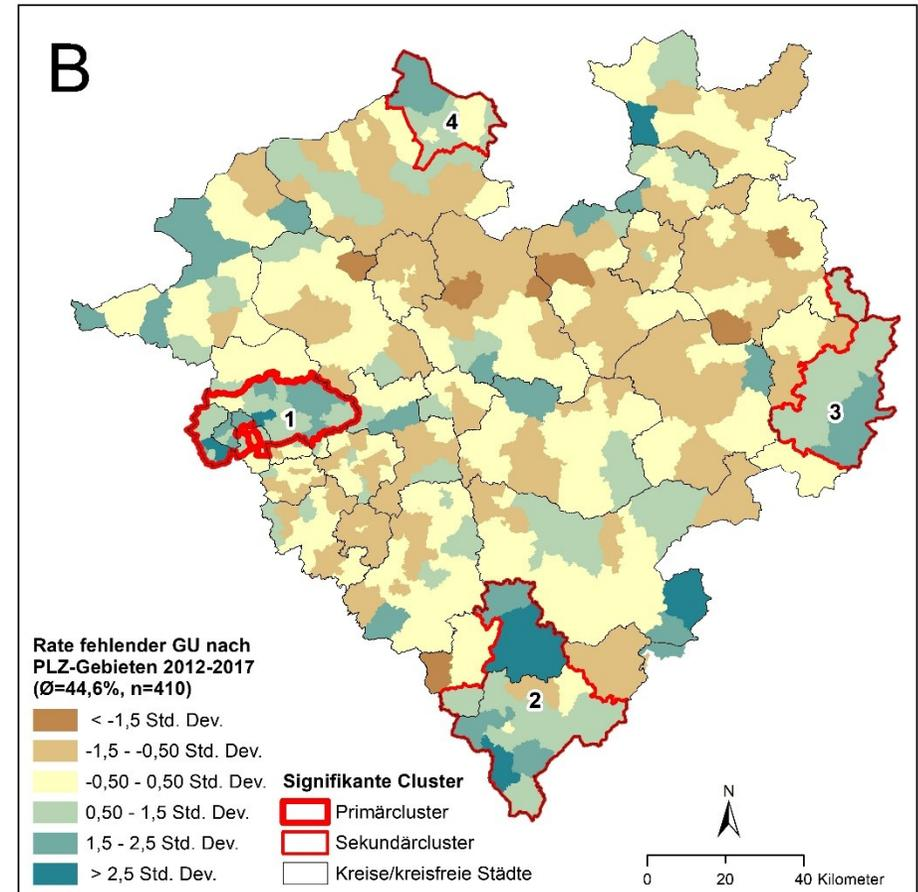 B
4
3
1
2
Rate fehlender GU nach
PLZ-Gebieten 2012-2017
(Ø=44,6%, n=410)
< -1,5 Std. Dev.
-1,5 - -0,50 Std. Dev.
-0,50 - 0,50 Std. Dev.
0,50 - 1,5 Std. Dev.
1,5 - 2,5 Std. Dev.
> 2,5 Std. Dev.
Signifikante Cluster
Primärcluster
Sekundärcluster
Kreise/kreisfreie Städte
N
0 20 40 Kilometer